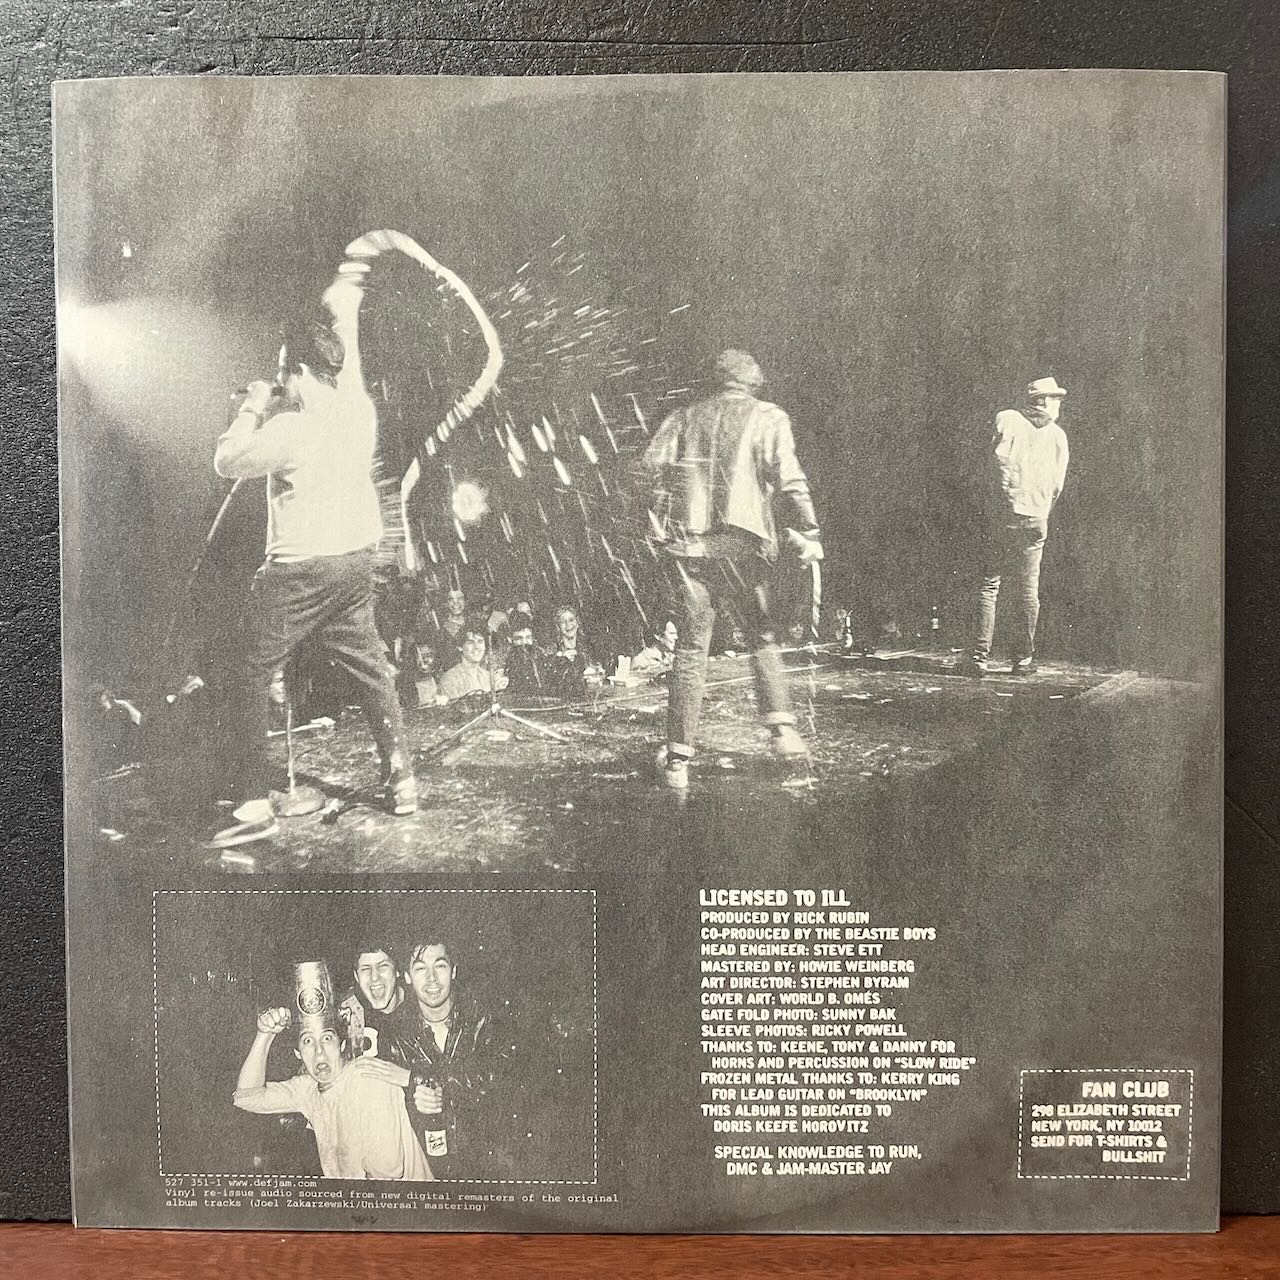 LICENSED TO ILL
PRODUCED BY RICK RUBIN
CO-PRODUCED BY THE BEASTIE BOYS
HEAD ENGINEER: STEVE ETT
MASTERED BY: HOWIE WEINBERG
ART DIRECTOR: STEPHEN BYRAM
COVER ART: WORLD B. OMÉS
GATE FOLD PHOTO: SUNNY BAK
SLEEVE PHOTOS: RICKY POWELL
THANKS TO: KEENE, TONY & DANNY FOR
HORNS AND PERCUSSION ON "SLOW RIDE"
FROZEN METAL THANKS TO: KERRY KING
FOR LEAD GUITAR ON "BROOKLYN"
THIS ALBUM IS DEDICATED TO
DORIS KEEFE HOROVITZ
SPECIAL KNOWLEDGE TO RUN,
DMC & JAM-MASTER JAY
FAN CLUB
298 ELIZABETH STREET
NEW YORK, NY 10012
SEND FOR T-SHIRTS &
BULLSHIT
527 351-1 www.defjam.com
Vinyl re-issue audio sourced from new digital remasters of the original
album tracks (Joel Zakarzewski/Universal mastering)